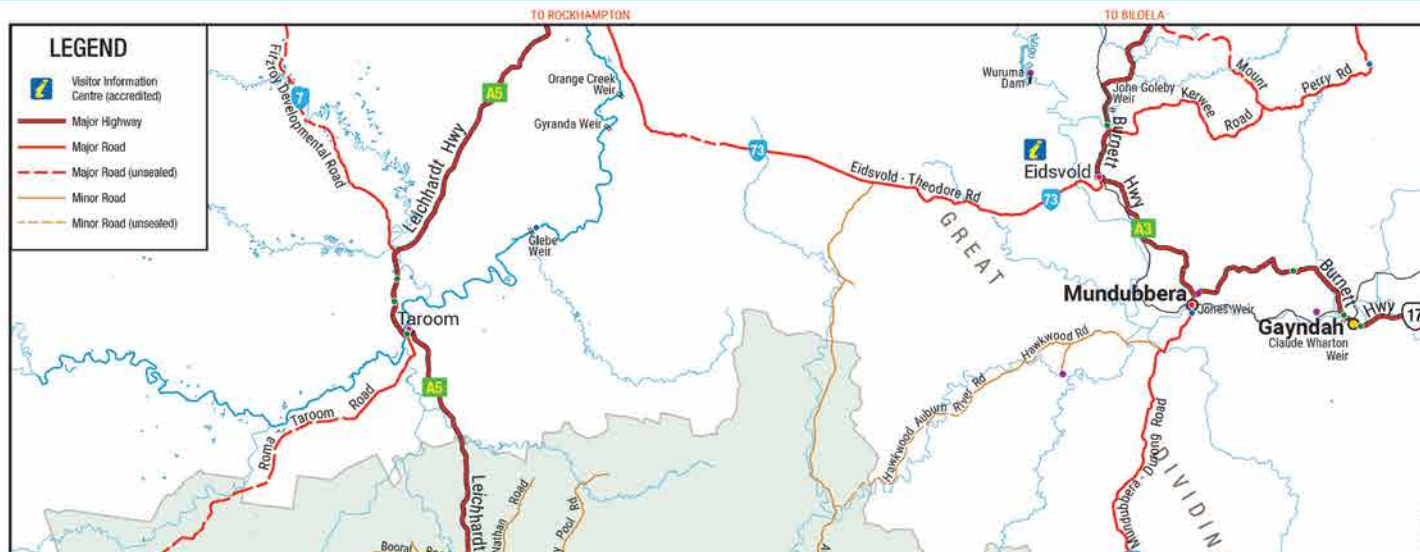 TO ROCKHAMPTON
TO BILOELA
LEGEND
Visitor Information
Centre (accredited)
Major Highway
Major Road
Major Road (unsealed)
Minor Road
Minor Road (unsealed)
Fitzroy Developmental Road
7
A5
Leichhardt Hwy
Orange Creek
Weir
Gyranda Weir
73
Eidsvold - Theodore Rd
Wuruma
Dam
John Goleby
Weir
Mount
Perry Rd
Kerwee
Road
Burnett
Hwy
Eidsvold
73
A3
GREAT
Glebe
Weir
Taroom
Mundubbera
Jones Weir
Burnett
Hwy
17
Gayndah
Claude Wharton
Weir
A5
Roma
Taroom
Road
Hawkwood Rd
Hawkwood Auburn River Rd
Mundubbera - Durong Road
DIVIDIN
Leichhardt
Nathan Road
y Pool Rd
Booral
A